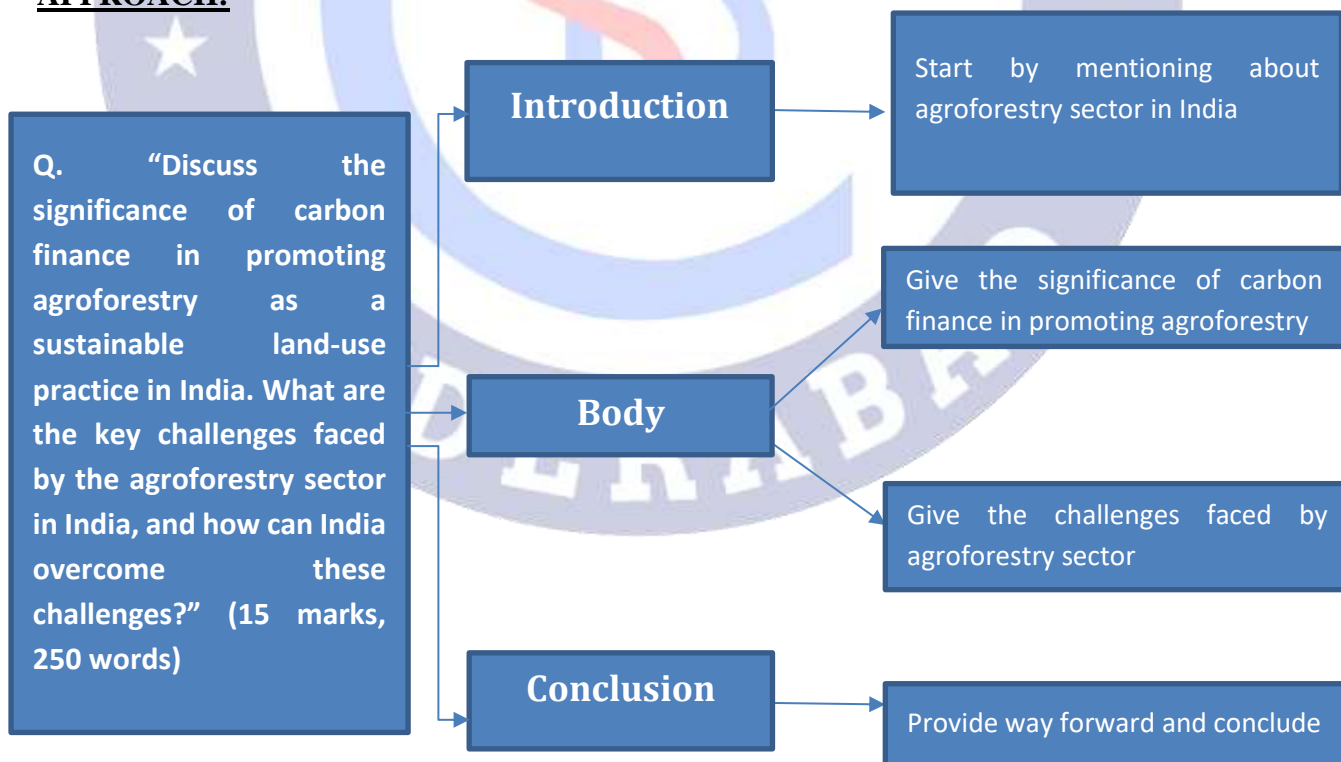 APPROACH:
Q. “Discuss the
significance of carbon
finance in promoting
agroforestry as a
sustainable land-use
practice in India. What are
the key challenges faced
by the agroforestry sector
in India, and how can India
overcome these
challenges?” (15 marks,
250 words)
Introduction
Start by mentioning about
agroforestry sector in India
Body
Give the significance of carbon
finance in promoting agroforestry
Give the challenges faced by
agroforestry sector
Conclusion
Provide way forward and conclude
DERABA